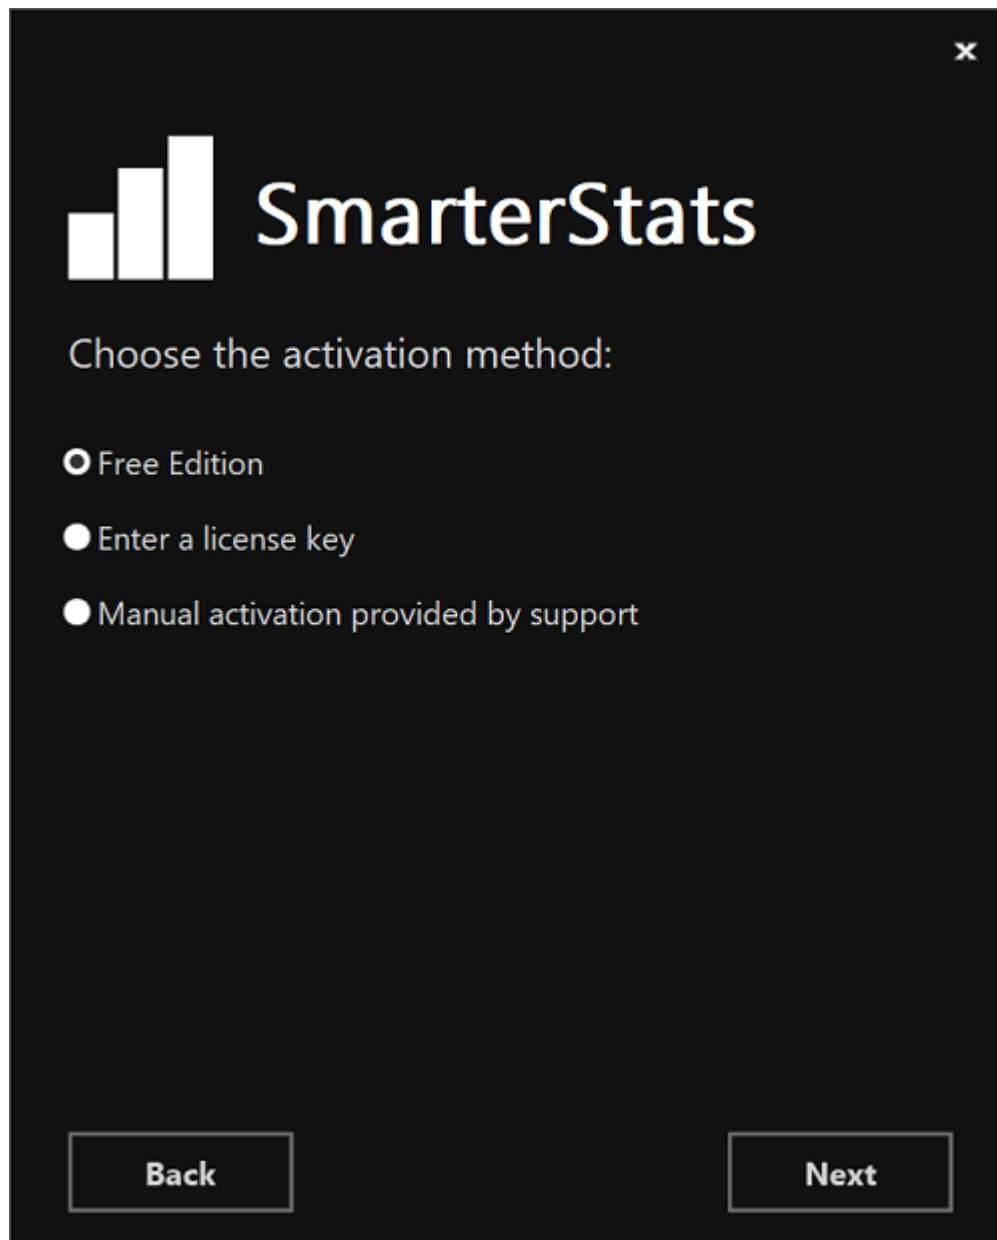 x
SmarterStats
Choose the activation method:
Free Edition
Enter a license key
Manual activation provided by support
Back
Next